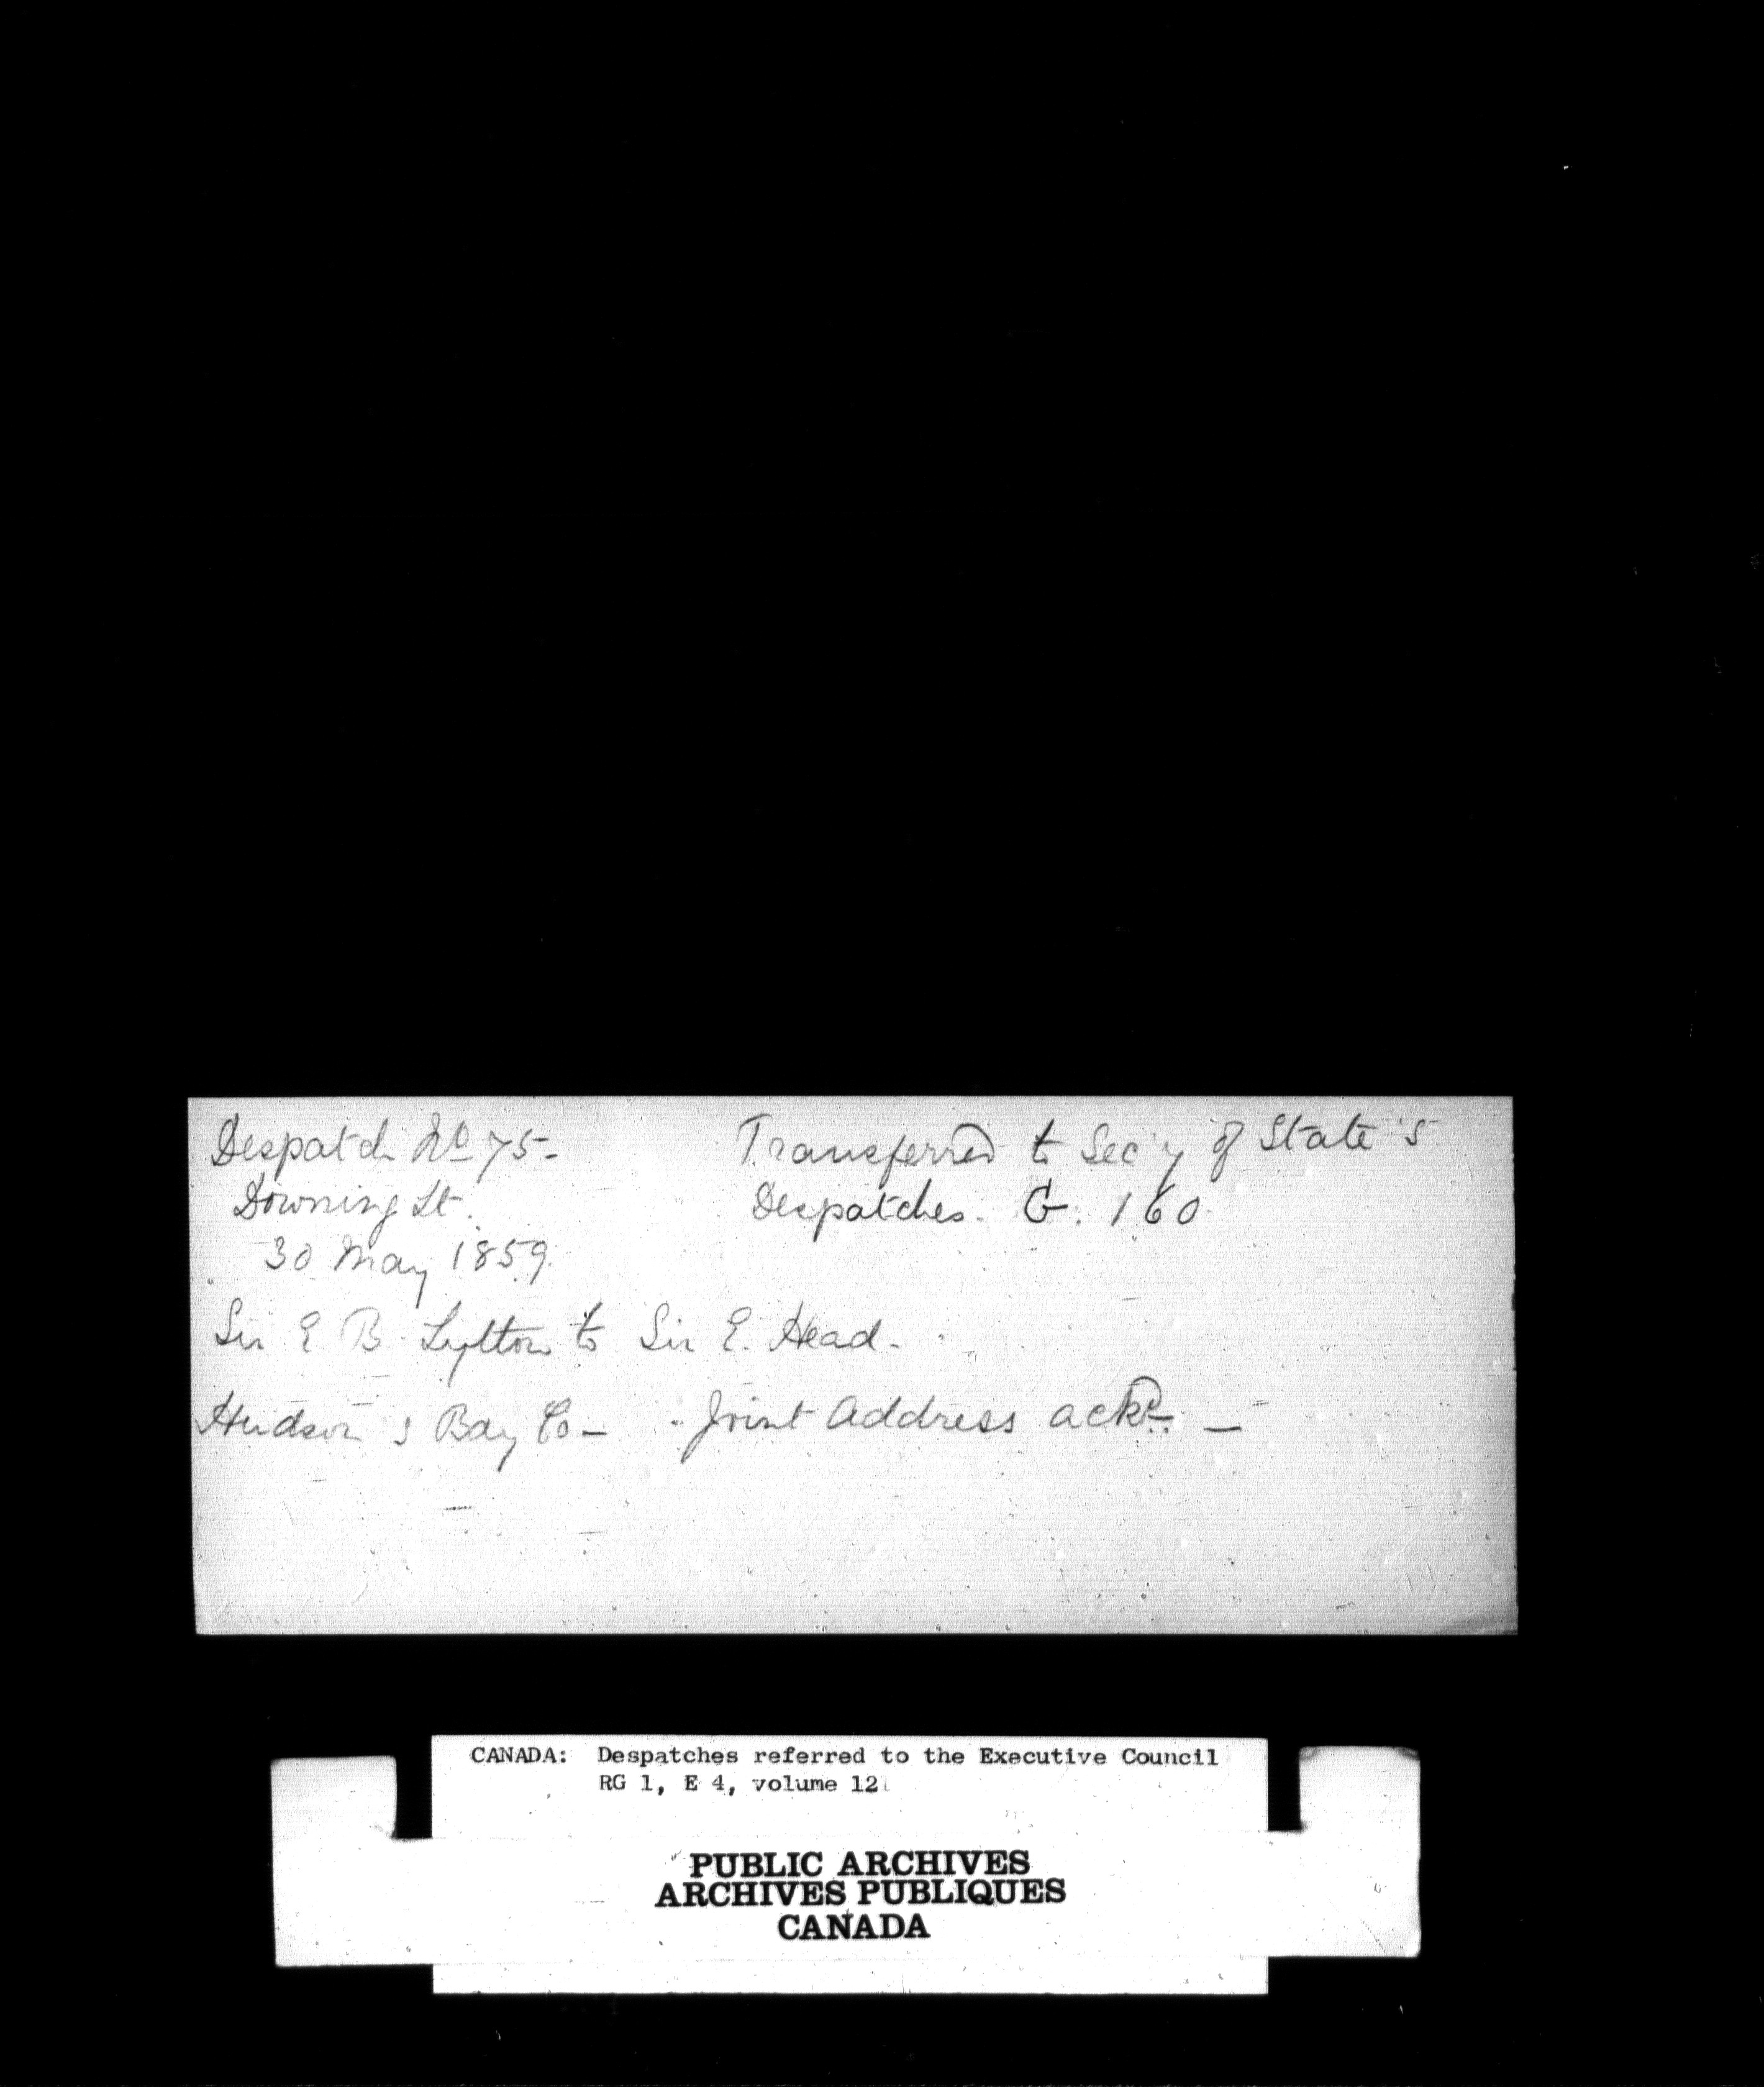 Despatch No 75-
Transferred to Sec'y of State's
Downing St.
Despatches. G. 160
30 May 1859.
Sir E B. Lytton to Sir E. Head.
Hudson's Bay Co - Joint Address ackd. -
CANADA: Despatches referred to the Executive Council
RG 1, E 4, volume 12
PUBLIC ARCHIVES
ARCHIVES PUBLIQUES
CANADA